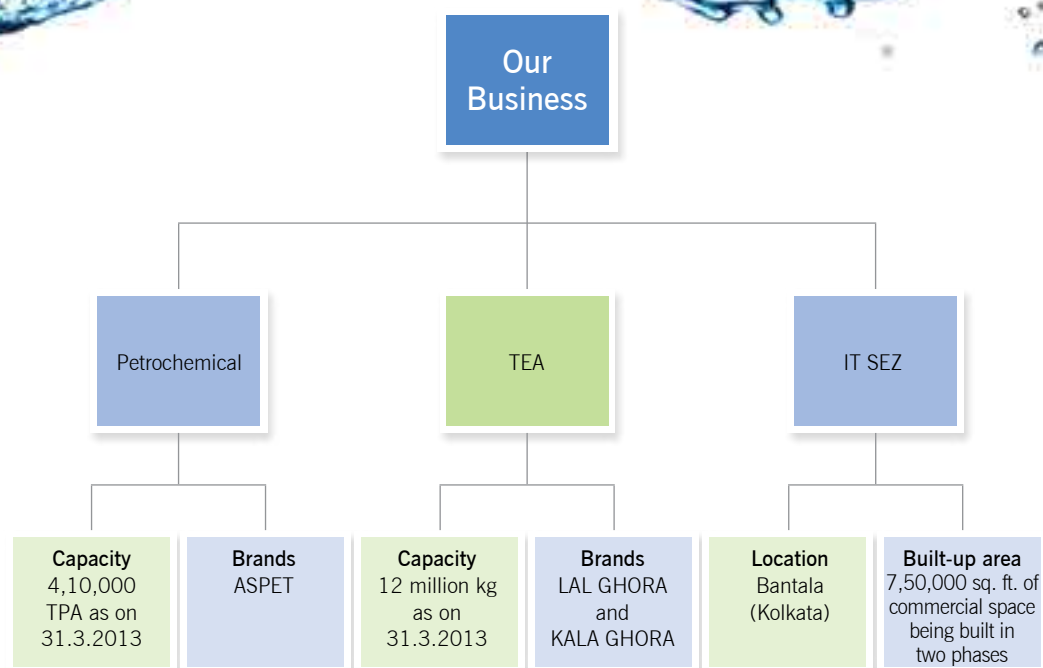 Our
Business
Petrochemical
TEA
IT SEZ
Capacity
4,10,000
TPA as on
31.3.2013
Brands
ASPET
Capacity
12 million kg
as on
31.3.2013
Brands
LAL GHORA
and
KALA GHORA
Location
Bantala
(Kolkata)
Built-up area
7,50,000 sq. ft. of
commercial space
being built in
two phases